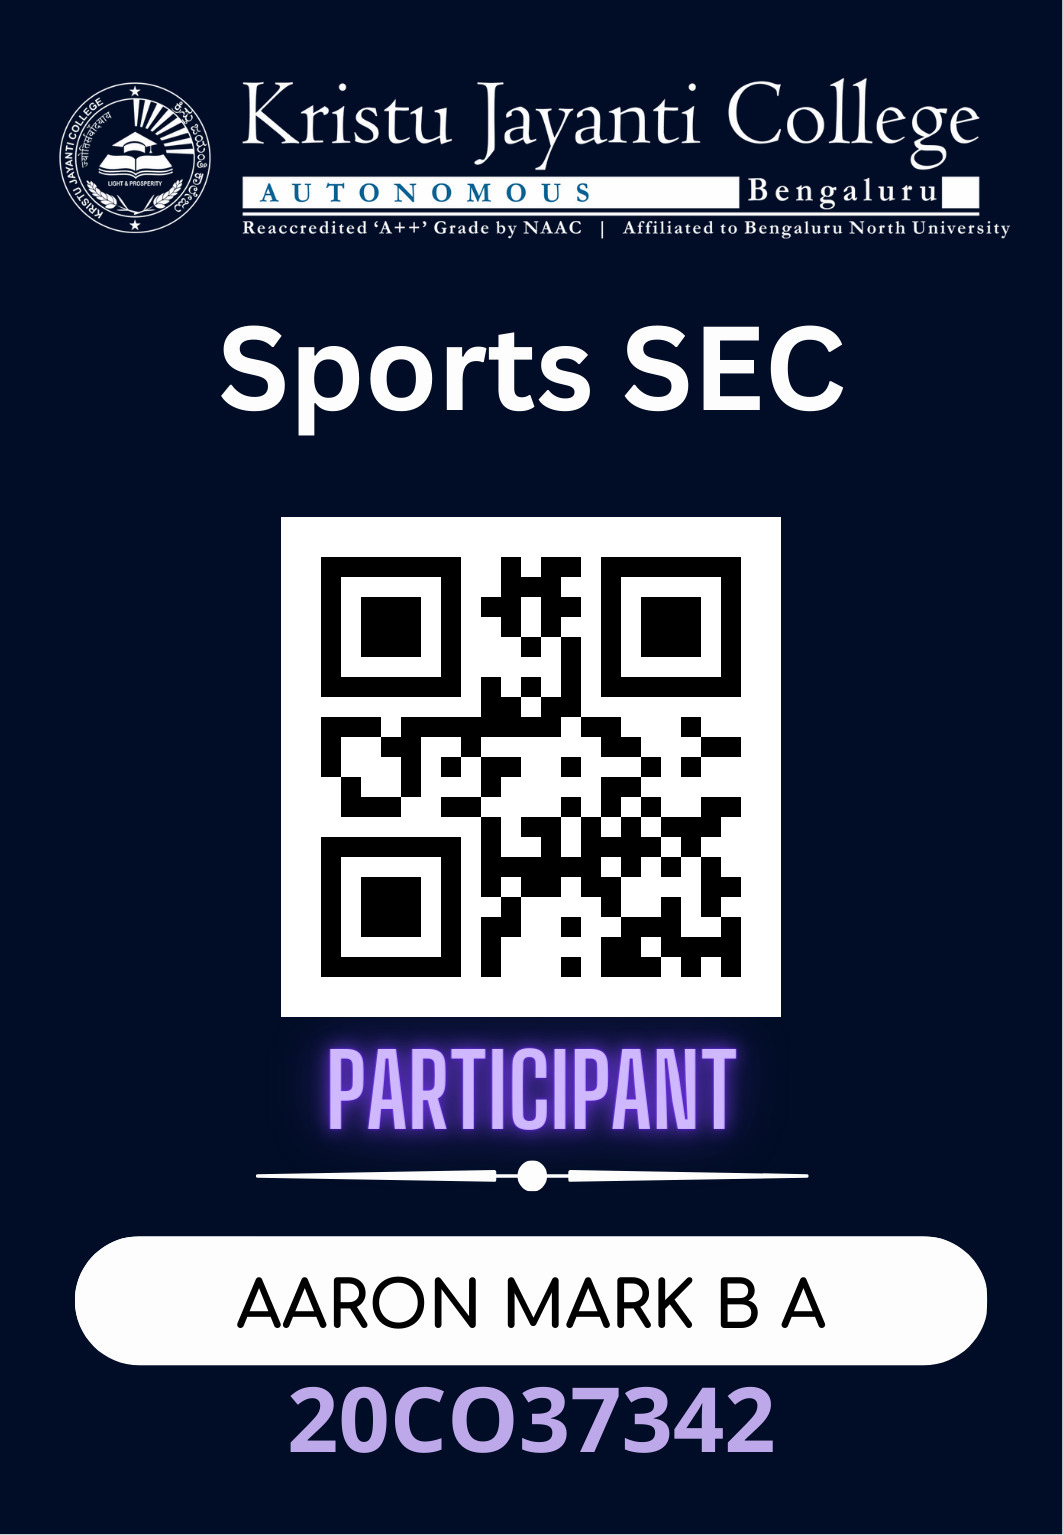 Kristu Jayanti College
AUTONOMOUS Bengaluru
Reaccredited ‘A++’ Grade by NAAC | Affiliated to Bengaluru North University
KRISTU JAYANTI COLLEGE
LIGHT & PROSPERITY
Sports SEC
PARTICIPANT
AARON MARK B A
20CO37342